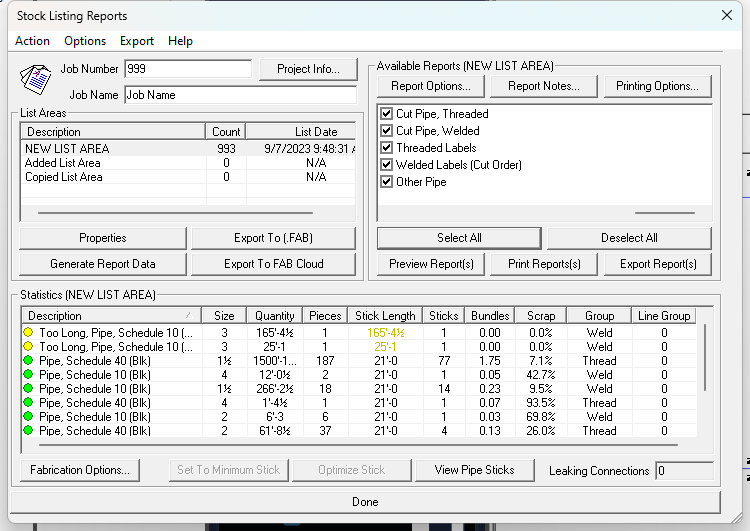 Stock Listing Reports
Action Options Export Help
Job Number 999 Project Info...
Job Name Job Name
List Areas
Description Count List Date
NEW LIST AREA 993 9/7/2023 9:48:31
Added List Area 0 N/A
Copied List Area 0 N/A
Properties Export To (.FAB)
Generate Report Data Export To FAB Cloud
Available Reports (NEW LIST AREA)
Report Options... Report Notes... Printing Options...
Cut Pipe, Threaded
Cut Pipe, Welded
Threaded Labels
Welded Labels (Cut Order)
Other Pipe
Select All Deselect All
Preview Report(s) Print Reports(s) Export Report(s)
Statistics (NEW LIST AREA)
Description Size Quantity Pieces Stick Length Sticks Bundles Scrap Group Line Group
Too Long, Pipe, Schedule 10 (... 3 165'-4½ 1 165'-4½ 1 0.00 0.0% Weld 0
Too Long, Pipe, Schedule 10 (... 3 25'-1 1 25'-1 1 0.00 0.0% Weld 0
Pipe, Schedule 40 (Blk) 1½ 1500'-1... 187 21'-0 77 1.75 7.1% Thread 0
Pipe, Schedule 10 (Blk) 4 12'-0½ 2 21'-0 1 0.05 42.7% Weld 0
Pipe, Schedule 10 (Blk) 1½ 266'-2½ 18 21'-0 14 0.23 9.5% Weld 0
Pipe, Schedule 40 (Blk) 4 1'-4½ 1 21'-0 1 0.07 93.5% Thread 0
Pipe, Schedule 10 (Blk) 2 6'-3 6 21'-0 1 0.03 69.8% Weld 0
Pipe, Schedule 40 (Blk) 2 61'-8½ 37 21'-0 4 0.13 26.0% Thread 0
Fabrication Options... Set To Minimum Stick Optimize Stick View Pipe Sticks Leaking Connections 0
Done